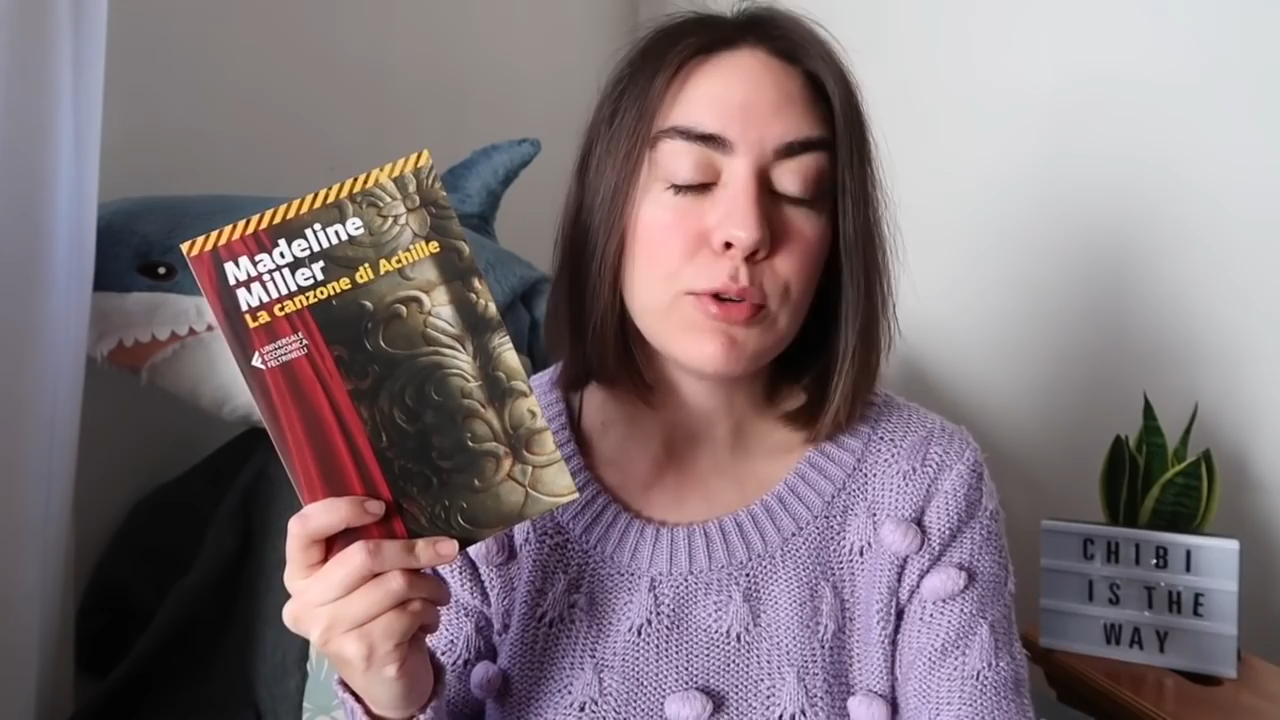 Madeline
Miller
La canzone di Achille
UNIVERSALE
ECONOMICA
FELTRINELLI
CHIBI
IS THE
WAY